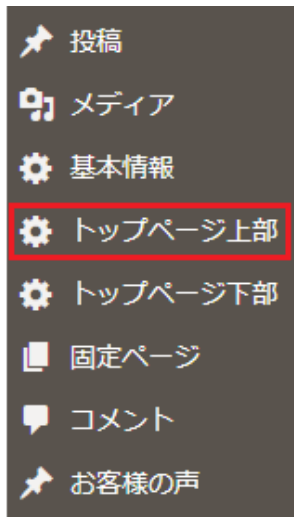 投稿
メディア
基本情報
トップページ上部
トップページ下部
固定ページ
コメント
お客様の声